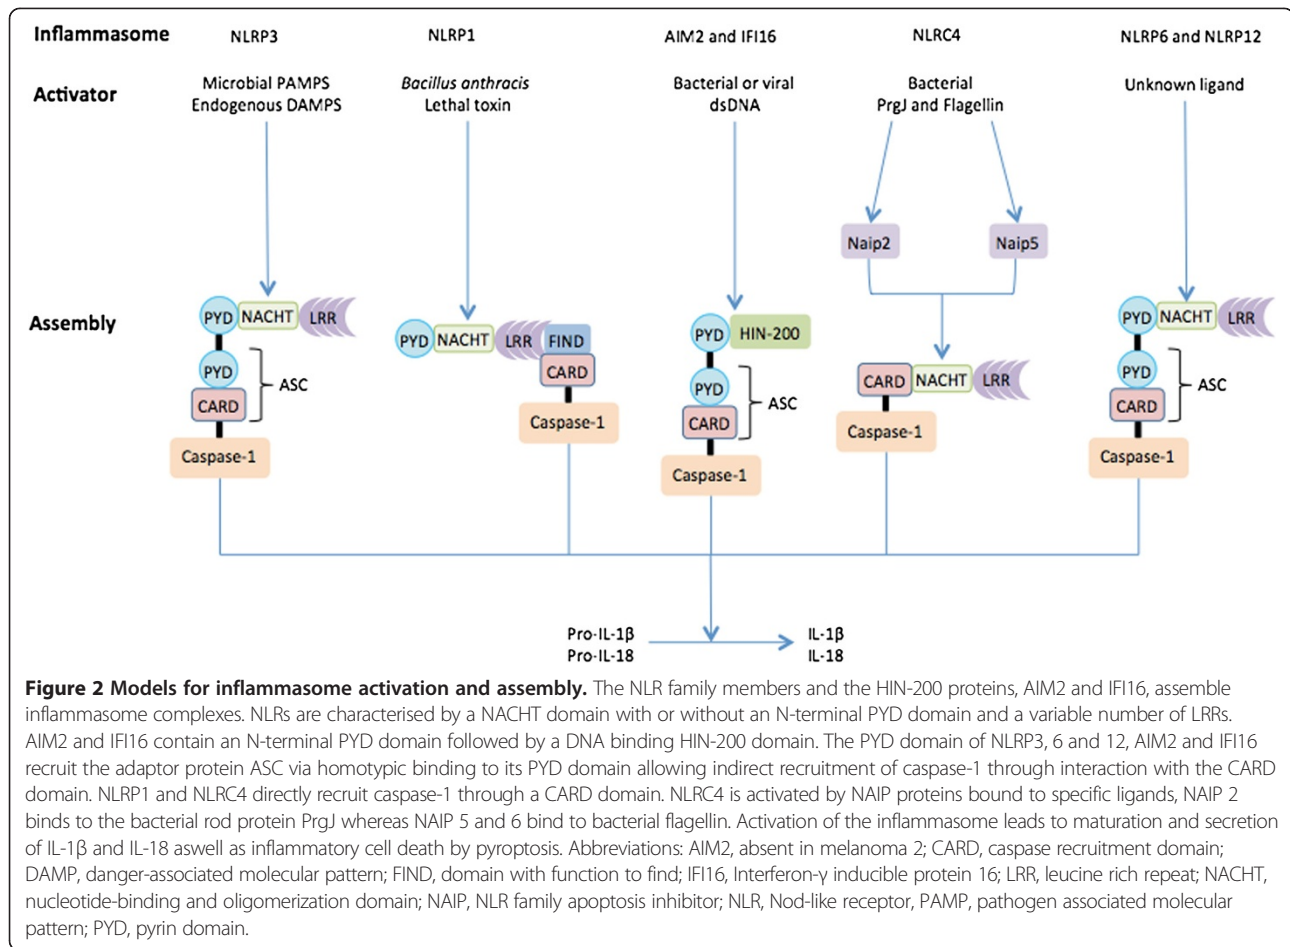 Inflammasome NLRP3 NLRP1 AIM2 and IFI16 NLRC4 NLRP6 and NLRP12
Activator
Microbial PAMPS
Endogenous DAMPS
Bacillus anthracis
Lethal toxin
Bacterial or viral
dsDNA
Bacterial
PrgJ and Flagellin
Unknown ligand
Naip2 Naip5
Assembly
PYD NACHT LRR
PYD
CARD
ASC
Caspase-1
PYD NACHT LRR FIND
CARD
Caspase-1
PYD HIN-200
PYD
CARD
ASC
Caspase-1
CARD NACHT LRR
Caspase-1
PYD NACHT LRR
PYD
CARD
ASC
Caspase-1
Pro-IL-1β IL-1β
Pro-IL-18 IL-18
Figure 2 Models for inflammasome activation and assembly. The NLR family members and the HIN-200 proteins, AIM2 and IFI16, assemble
inflammasome complexes. NLRs are characterised by a NACHT domain with or without an N-terminal PYD domain and a variable number of LRRs.
AIM2 and IFI16 contain an N-terminal PYD domain followed by a DNA binding HIN-200 domain. The PYD domain of NLRP3, 6 and 12, AIM2 and IFI16
recruit the adaptor protein ASC via homotypic binding to its PYD domain allowing indirect recruitment of caspase-1 through interaction with the CARD
domain. NLRP1 and NLRC4 directly recruit caspase-1 through a CARD domain. NLRC4 is activated by NAIP proteins bound to specific ligands, NAIP 2
binds to the bacterial rod protein PrgJ whereas NAIP 5 and 6 bind to bacterial flagellin. Activation of the inflammasome leads to maturation and secretion
of IL-1β and IL-18 aswell as inflammatory cell death by pyroptosis. Abbreviations: AIM2, absent in melanoma 2; CARD, caspase recruitment domain;
DAMP, danger-associated molecular pattern; FIND, domain with function to find; IFI16, Interferon-γ inducible protein 16; LRR, leucine rich repeat; NACHT,
nucleotide-binding and oligomerization domain; NAIP, NLR family apoptosis inhibitor; NLR, Nod-like receptor, PAMP, pathogen associated molecular
pattern; PYD, pyrin domain.